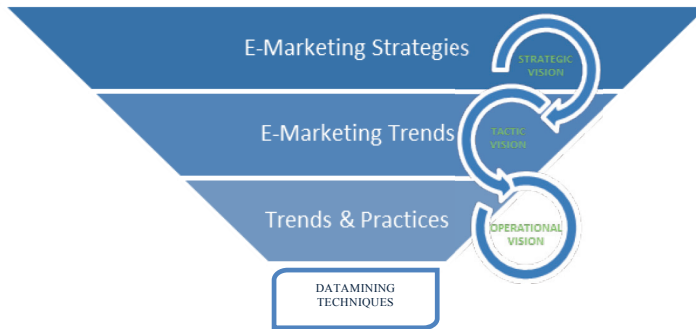 E-Marketing Strategies
STRATEGIC
VISION
E-Marketing Trends
TACTIC
VISION
Trends & Practices
OPERATIONAL
VISION
DATAMINING
TECHNIQUES